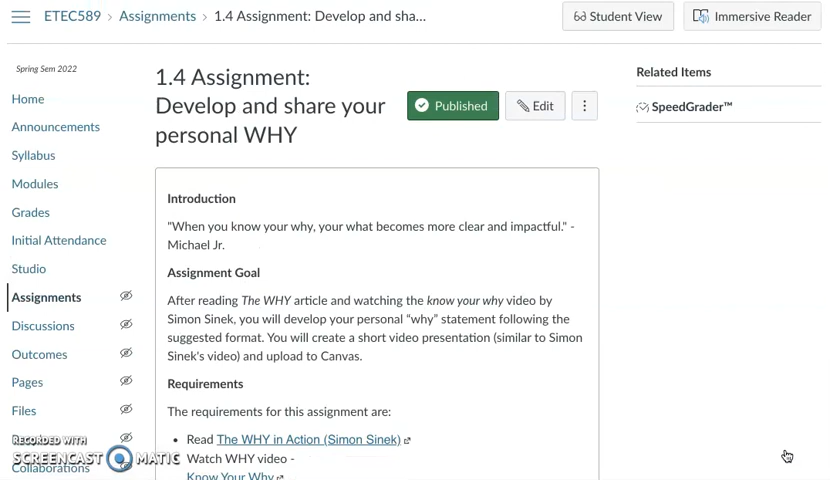 ETEC589 › Assignments › 1.4 Assignment: Develop and sha...
Student View
Immersive Reader
Spring Sem 2022
Home
Announcements
Syllabus
Modules
Grades
Initial Attendance
Studio
Assignments
Discussions
Outcomes
Pages
Files
Collaborations
1.4 Assignment:
Develop and share your
personal WHY
Published
Edit
Introduction
"When you know your why, your what becomes more clear and impactful." -
Michael Jr.
Assignment Goal
After reading The WHY article and watching the know your why video by
Simon Sinek, you will develop your personal “why” statement following the
suggested format. You will create a short video presentation (similar to Simon
Sinek's video) and upload to Canvas.
Requirements
The requirements for this assignment are:
• Read The WHY in Action (Simon Sinek)
Watch WHY video -
Know Your Why
Related Items
SpeedGrader™
RECORDED WITH
SCREENCAST MATIC